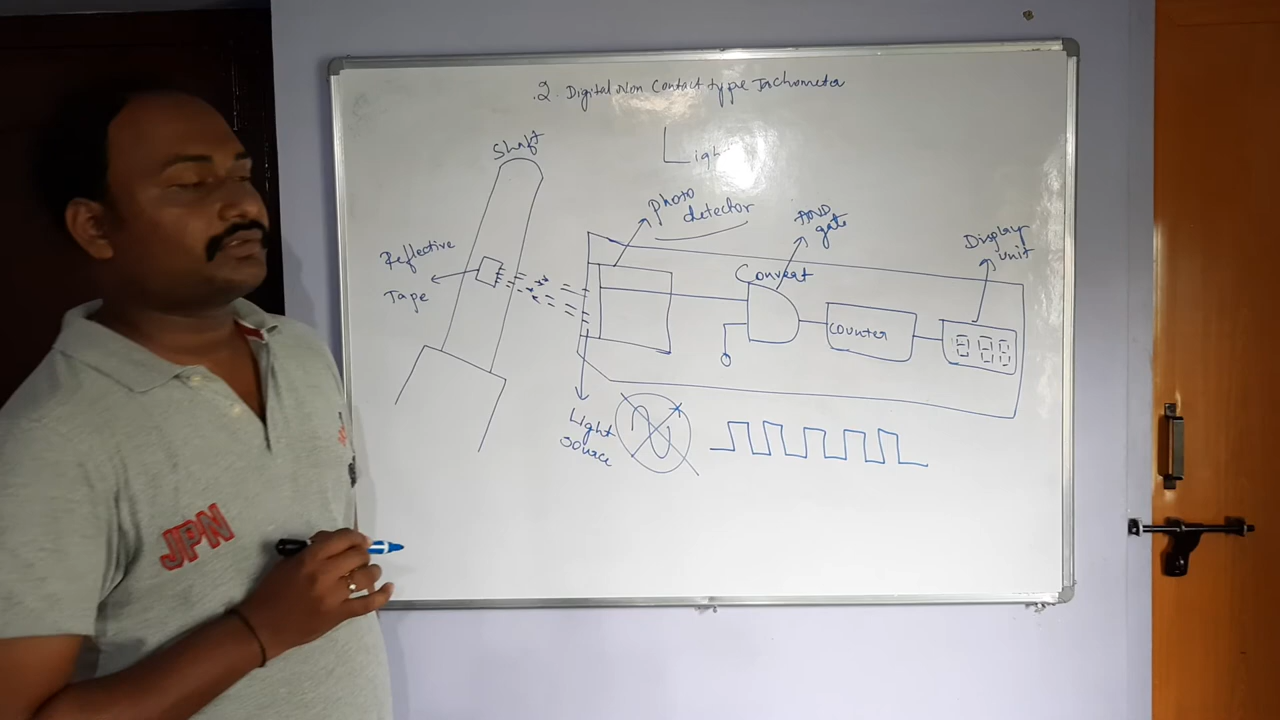 .2. Digital Non Contact type Tachometer
Light
Shaft
Photo
detector
AND
gate
Display
unit
Reflective
Tape
Convert
Counter
888
Light
source
JPN